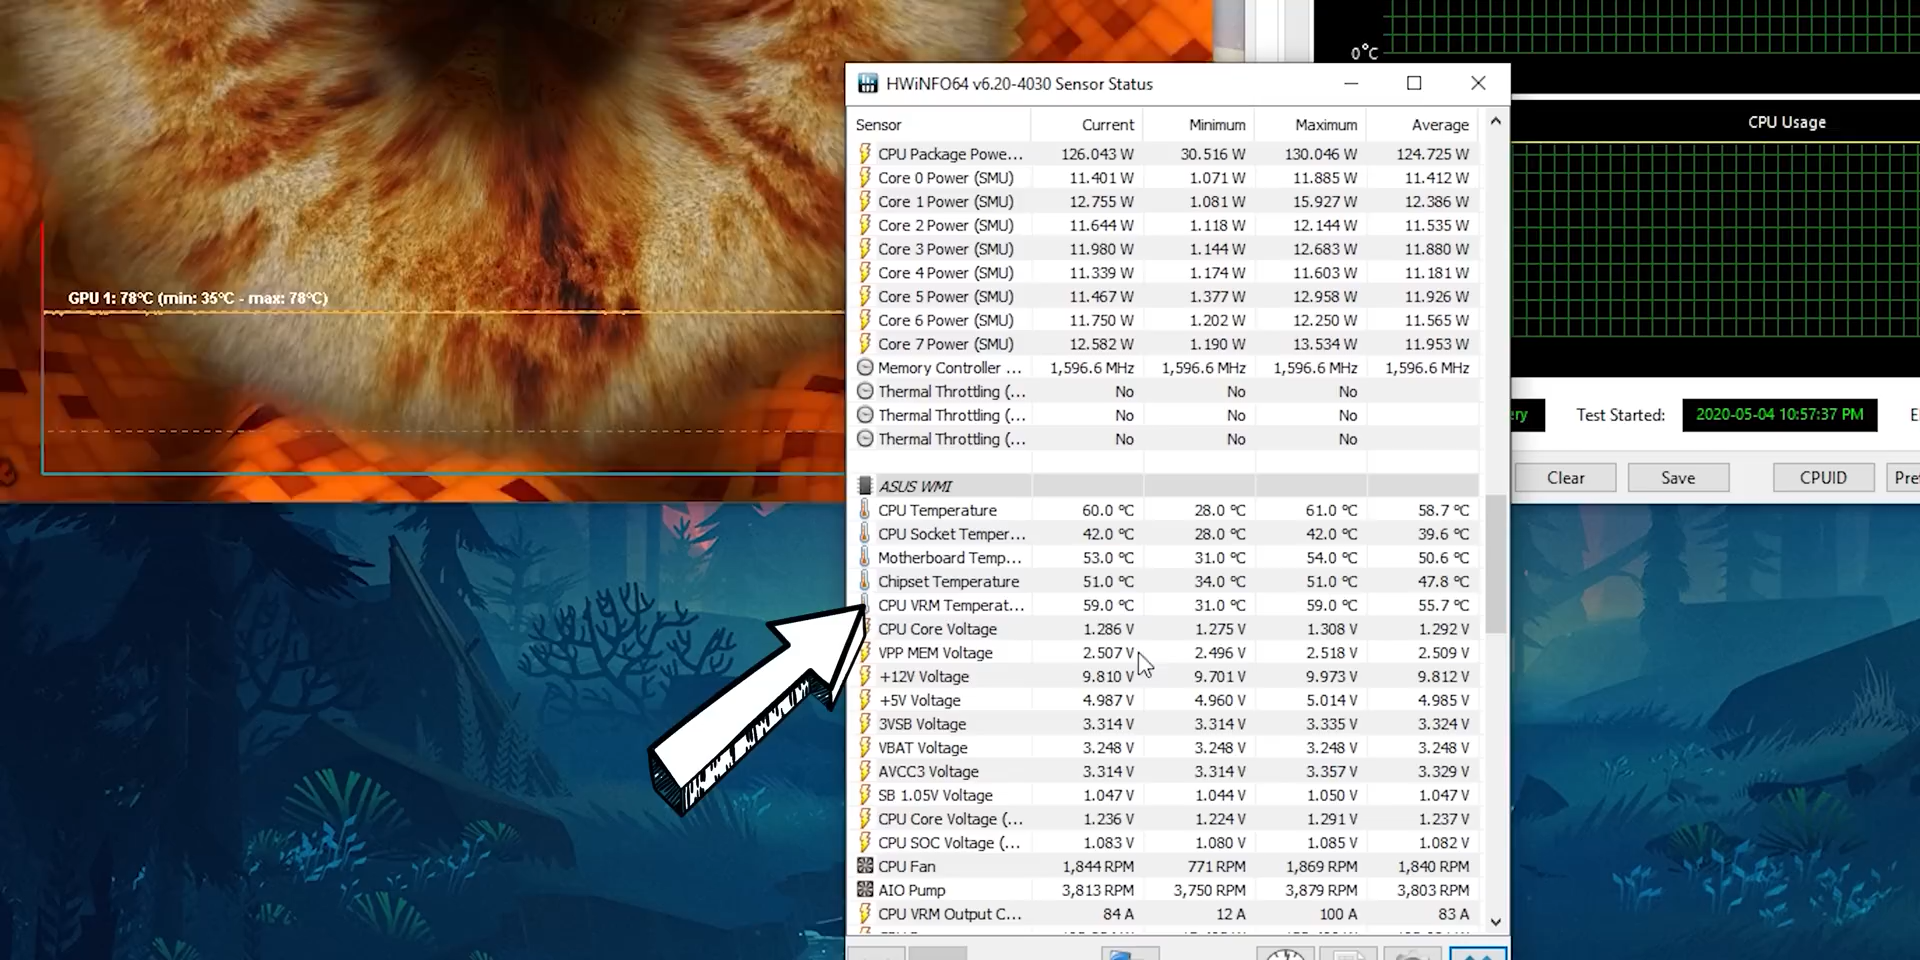 0°C
HWiNFO64 v6.20-4030 Sensor Status
CPU Usage
Sensor Current Minimum Maximum Average
CPU Package Powe... 126.043 W 30.516 W 130.046 W 124.725 W
Core 0 Power (SMU) 11.401 W 1.071 W 11.885 W 11.412 W
Core 1 Power (SMU) 12.755 W 1.081 W 15.927 W 12.386 W
Core 2 Power (SMU) 11.644 W 1.118 W 12.144 W 11.535 W
Core 3 Power (SMU) 11.980 W 1.144 W 12.683 W 11.880 W
Core 4 Power (SMU) 11.339 W 1.174 W 11.603 W 11.181 W
Core 5 Power (SMU) 11.467 W 1.377 W 12.958 W 11.926 W
GPU 1: 78°C (min: 35°C - max: 78°C)
Core 6 Power (SMU) 11.750 W 1.202 W 12.250 W 11.565 W
Core 7 Power (SMU) 12.582 W 1.190 W 13.534 W 11.953 W
Memory Controller ... 1,596.6 MHz 1,596.6 MHz 1,596.6 MHz 1,596.6 MHz
Thermal Throttling (... No No No
Thermal Throttling (... No No No
Thermal Throttling (... No No No
ry Test Started: 2020-05-04 10:57:37 PM El
Clear Save CPUID Pre
ASUS WMI
CPU Temperature 60.0 °C 28.0 °C 61.0 °C 58.7 °C
CPU Socket Temper... 42.0 °C 28.0 °C 42.0 °C 39.6 °C
Motherboard Temp... 53.0 °C 31.0 °C 54.0 °C 50.6 °C
Chipset Temperature 51.0 °C 34.0 °C 51.0 °C 47.8 °C
CPU VRM Temperat... 59.0 °C 31.0 °C 59.0 °C 55.7 °C
CPU Core Voltage 1.286 V 1.275 V 1.308 V 1.292 V
VPP MEM Voltage 2.507 V 2.496 V 2.518 V 2.509 V
+12V Voltage 9.810 V 9.701 V 9.973 V 9.812 V
+5V Voltage 4.987 V 4.960 V 5.014 V 4.985 V
3VSB Voltage 3.314 V 3.314 V 3.335 V 3.324 V
VBAT Voltage 3.248 V 3.248 V 3.248 V 3.248 V
AVCC3 Voltage 3.314 V 3.314 V 3.357 V 3.329 V
SB 1.05V Voltage 1.047 V 1.044 V 1.050 V 1.047 V
CPU Core Voltage (... 1.236 V 1.224 V 1.291 V 1.237 V
CPU SOC Voltage (... 1.083 V 1.080 V 1.085 V 1.082 V
CPU Fan 1,844 RPM 771 RPM 1,869 RPM 1,840 RPM
AIO Pump 3,813 RPM 3,750 RPM 3,879 RPM 3,803 RPM
CPU VRM Output C... 84 A 12 A 100 A 83 A